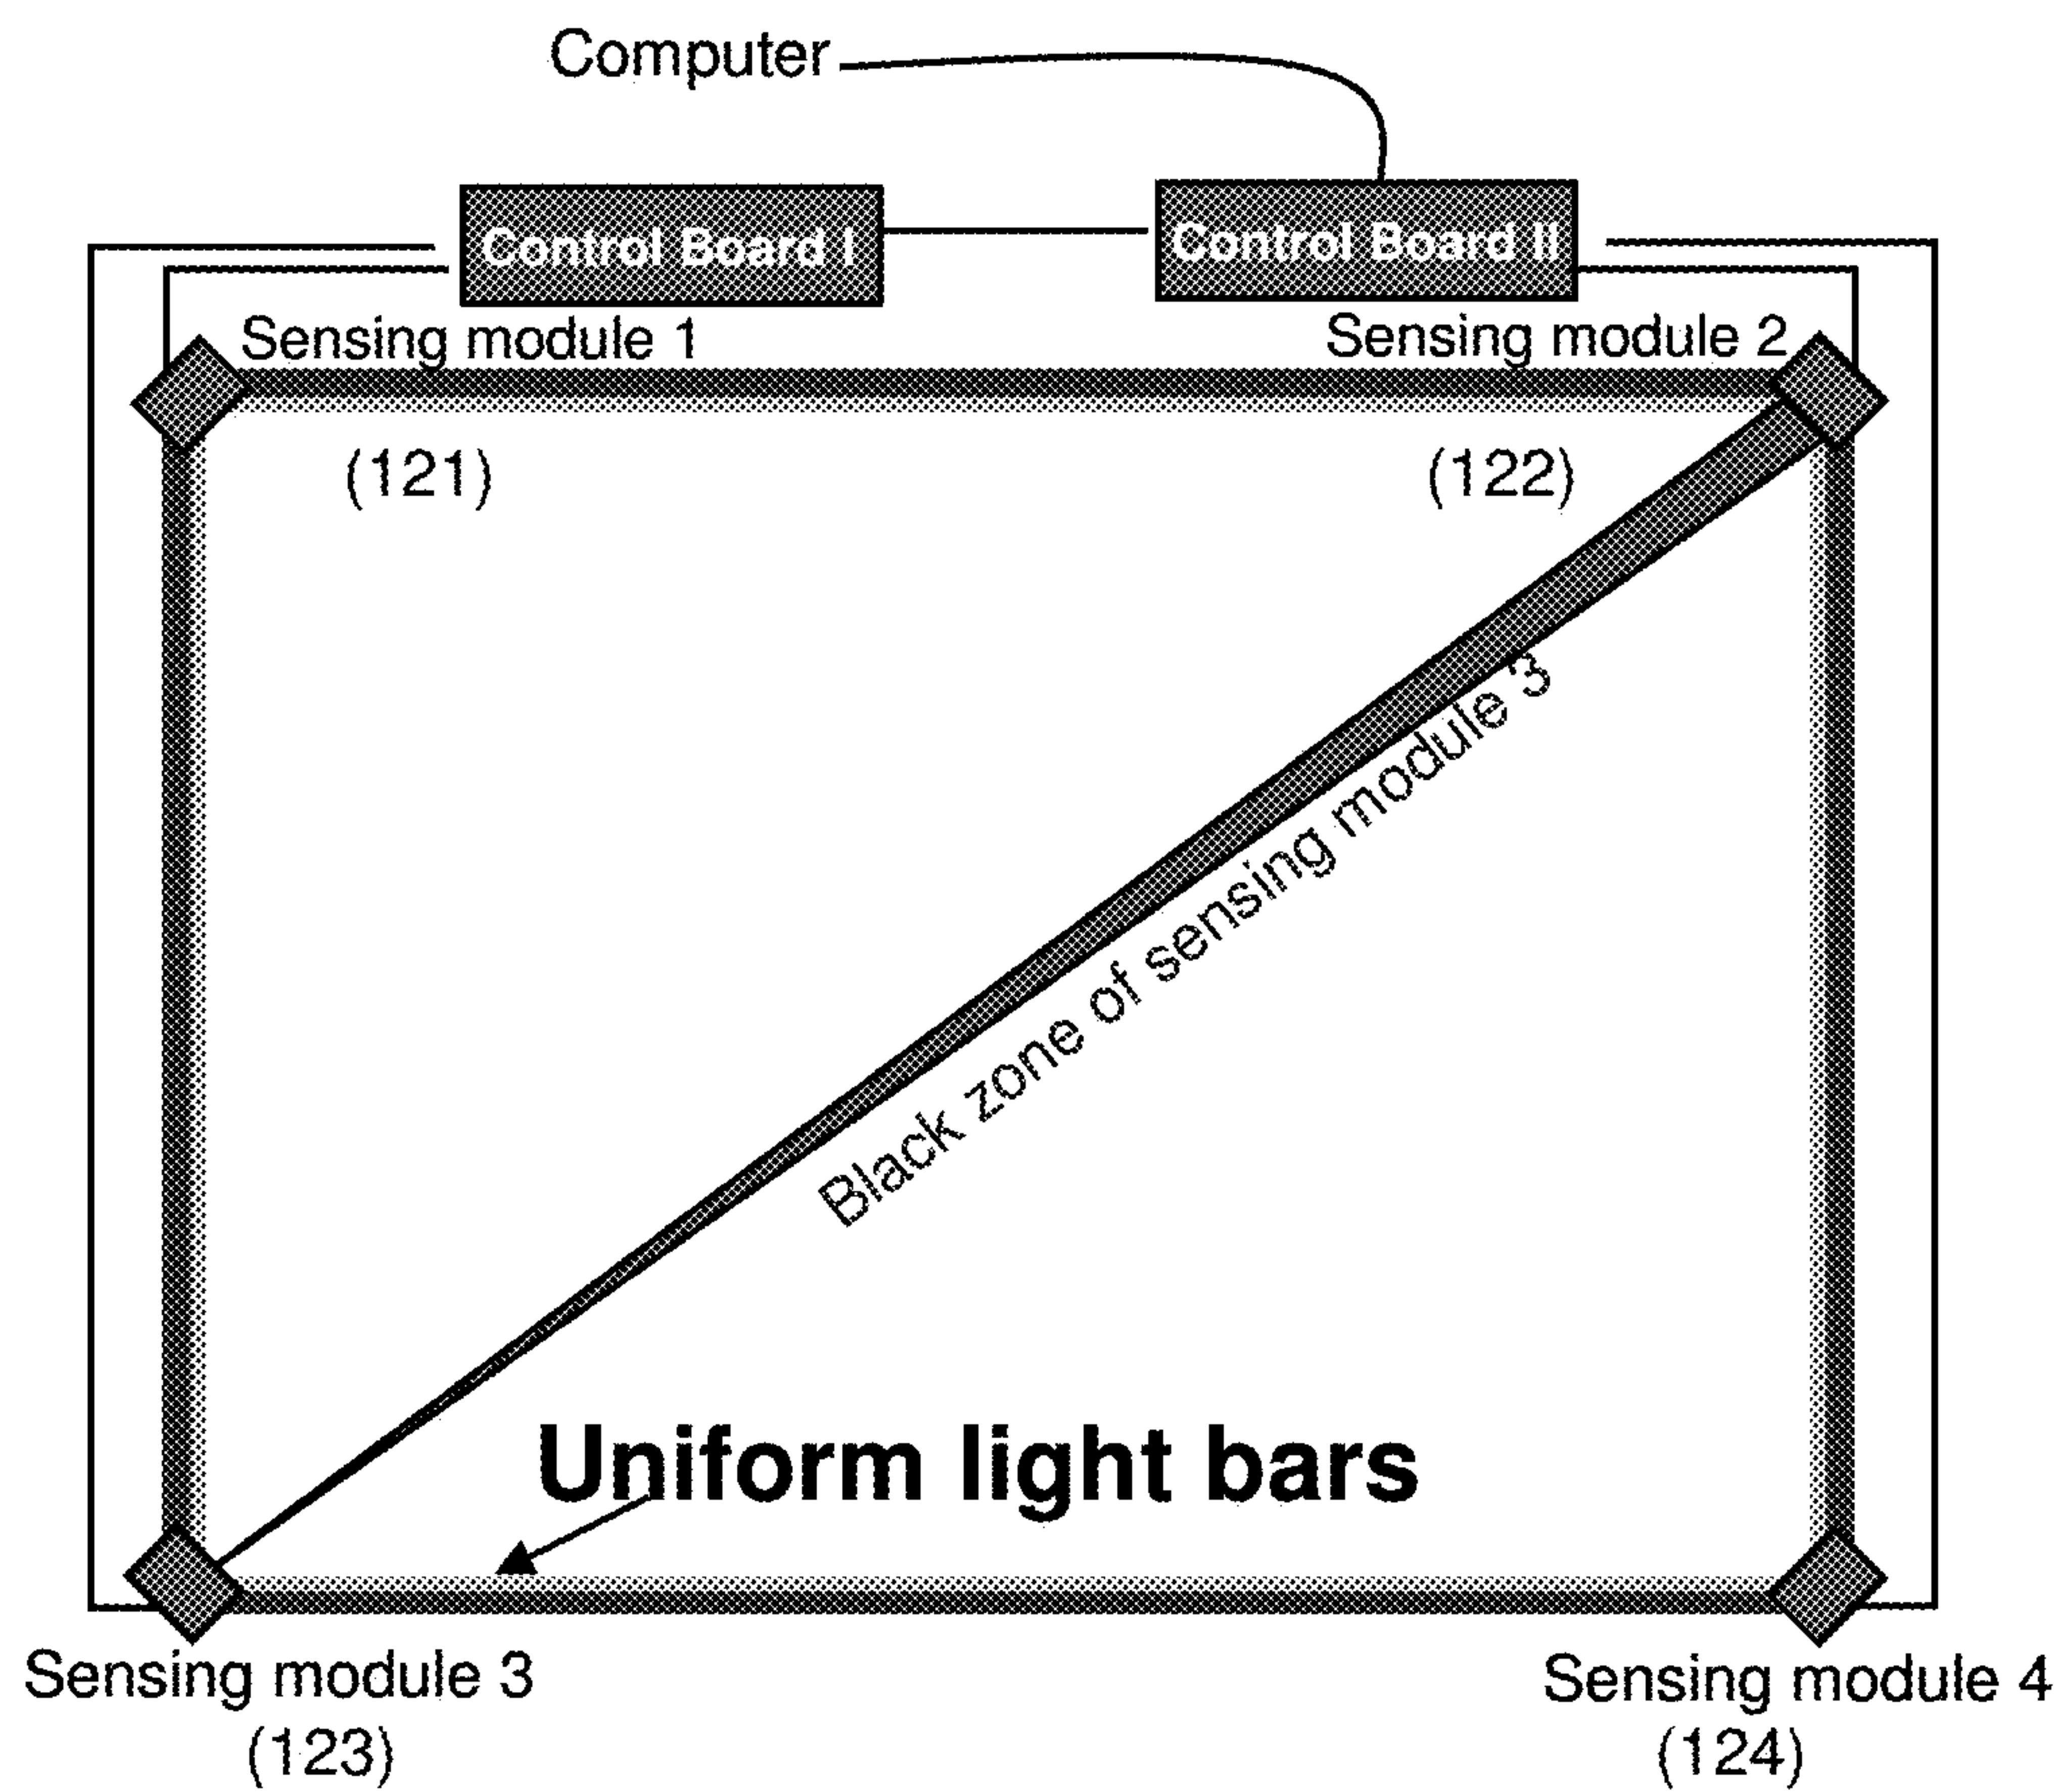 Computer
Control Board I
Control Board II
Sensing module 1
Sensing module 2
(121)
(122)
Black zone of sensing module 3
Uniform light bars
Sensing module 3
(123)
Sensing module 4
(124)